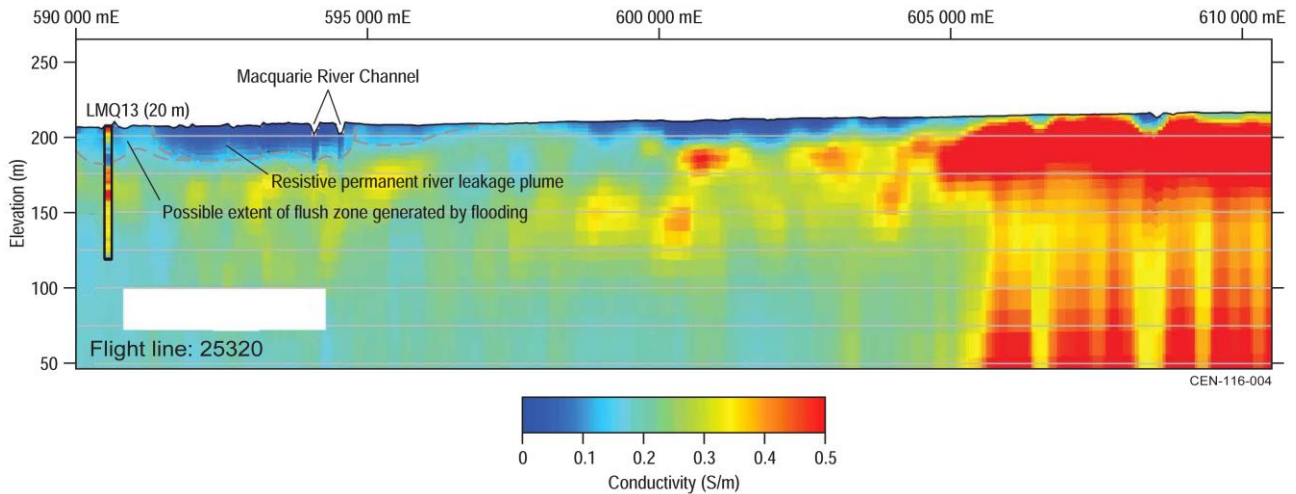 590 000 mE
595 000 mE
600 000 mE
605 000 mE
610 000 mE
250
200
150
100
50
Elevation (m)
Macquarie River Channel
LMQ13 (20 m)
Resistive permanent river leakage plume
Possible extent of flush zone generated by flooding
Flight line: 25320
CEN-116-004
0
0.1
0.2
0.3
0.4
0.5
Conductivity (S/m)